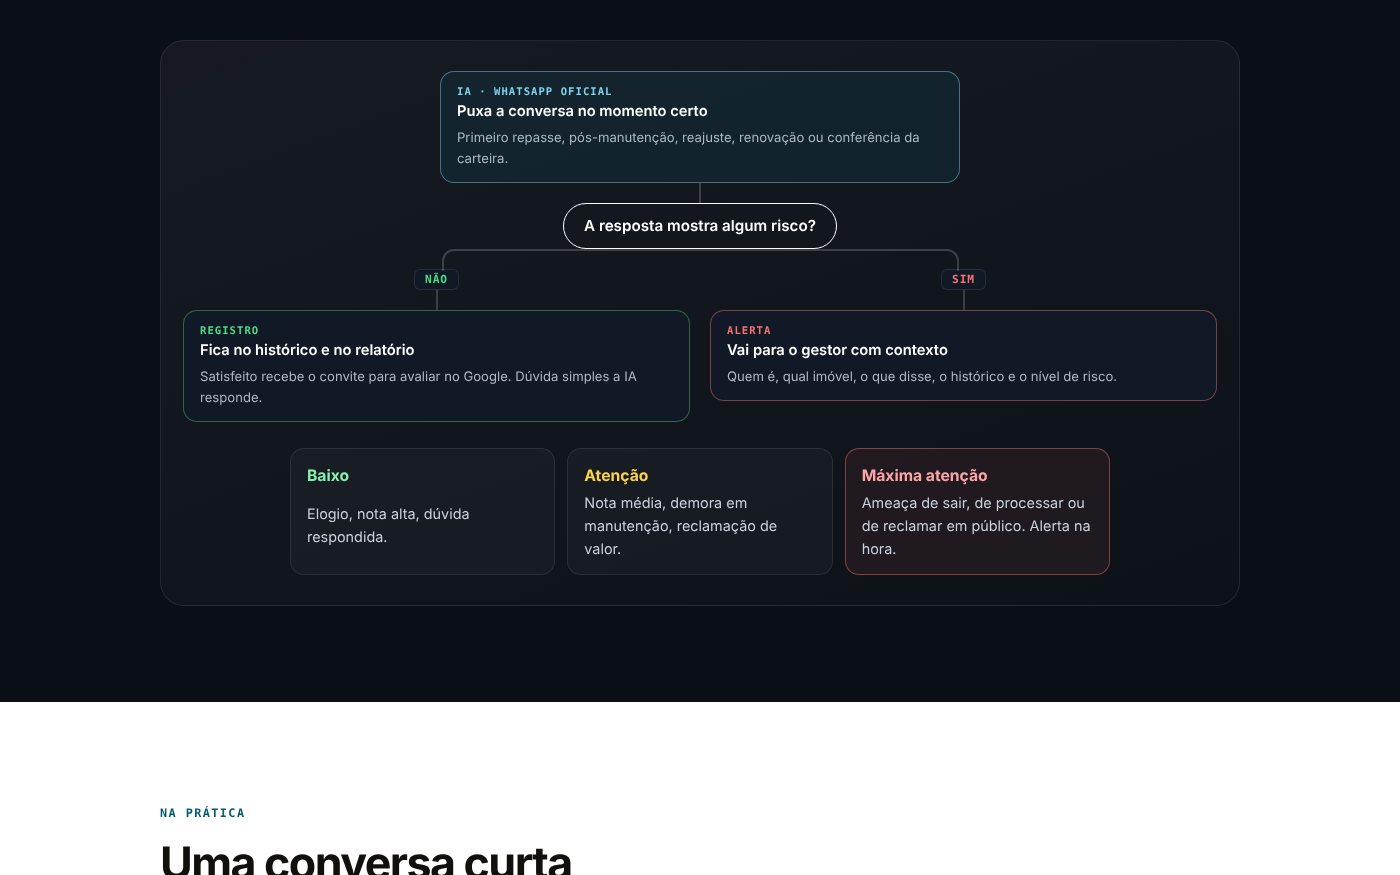 IA · WHATSAPP OFICIAL
Puxa a conversa no momento certo
Primeiro repasse, pós-manutenção, reajuste, renovação ou conferência da
carteira.
A resposta mostra algum risco?
NÃO
SIM
REGISTRO
Fica no histórico e no relatório
Satisfeito recebe o convite para avaliar no Google. Dúvida simples a IA
responde.
ALERTA
Vai para o gestor com contexto
Quem é, qual imóvel, o que disse, o histórico e o nível de risco.
Baixo
Elogio, nota alta, dúvida
respondida.
Atenção
Nota média, demora em
manutenção, reclamação de
valor.
Máxima atenção
Ameaça de sair, de processar ou
de reclamar em público. Alerta na
hora.
NA PRÁTICA
Uma conversa curta